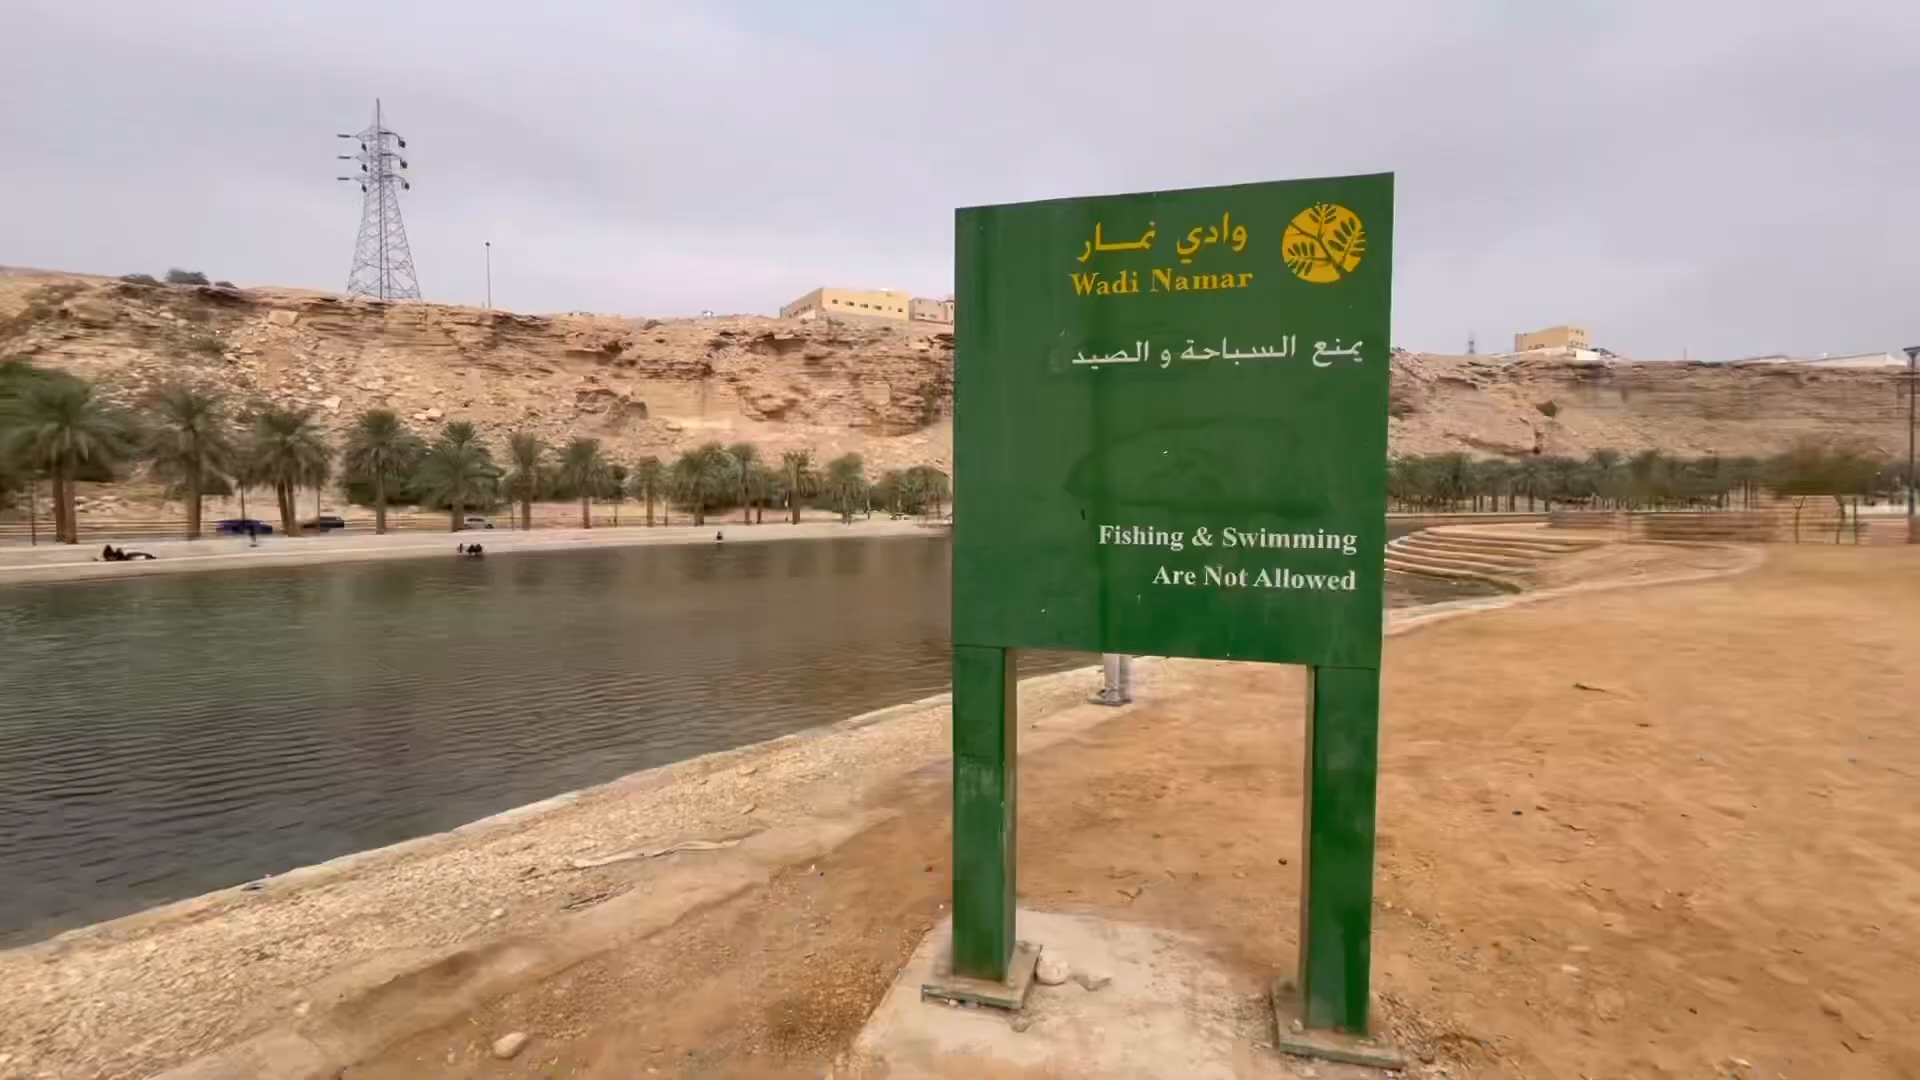 وادي نمار
Wadi Namar
يمنع السباحة و الصيد
Fishing & Swimming
Are Not Allowed